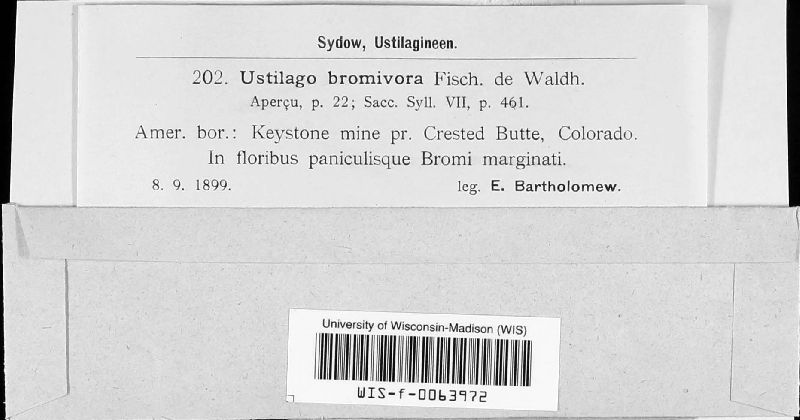 Sydow, Ustilagineen.
202. Ustilago bromivora Fisch. de Waldh.
Aperçu, p. 22; Sacc. Syll. VII, p. 461.
Amer. bor.: Keystone mine pr. Crested Butte, Colorado.
In floribus paniculisque Bromi marginati.
8. 9. 1899. leg. E. Bartholomew.
University of Wisconsin-Madison (WIS)
WIS-f-0063972